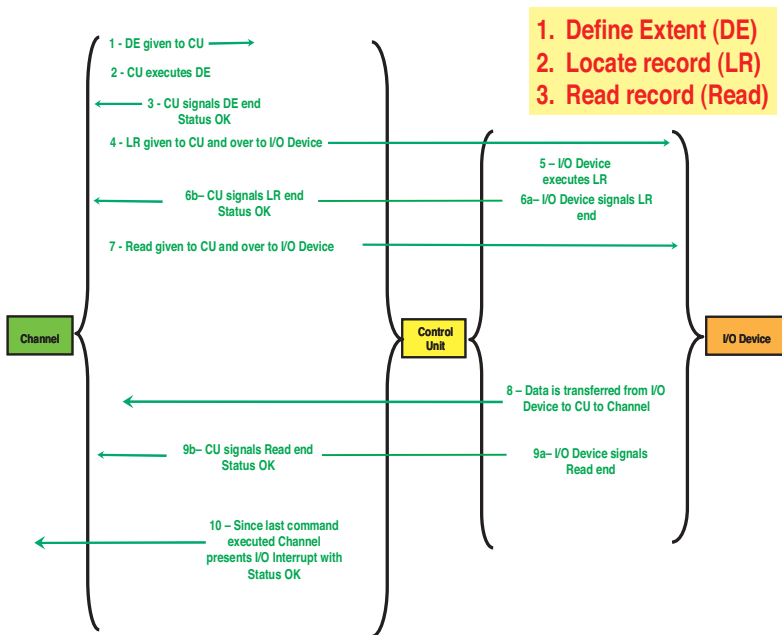 1. Define Extent (DE)
2. Locate record (LR)
3. Read record (Read)
1 - DE given to CU
2 - CU executes DE
3 - CU signals DE end
Status OK
4 - LR given to CU and over to I/O Device
5 – I/O Device
executes LR
6b– CU signals LR end
Status OK
6a– I/O Device signals LR
end
7 - Read given to CU and over to I/O Device
Channel
Control
Unit
I/O Device
8 – Data is transferred from I/O
Device to CU to Channel
9b– CU signals Read end
Status OK
9a– I/O Device signals
Read end
10 – Since last command
executed Channel
presents I/O Interrupt with
Status OK